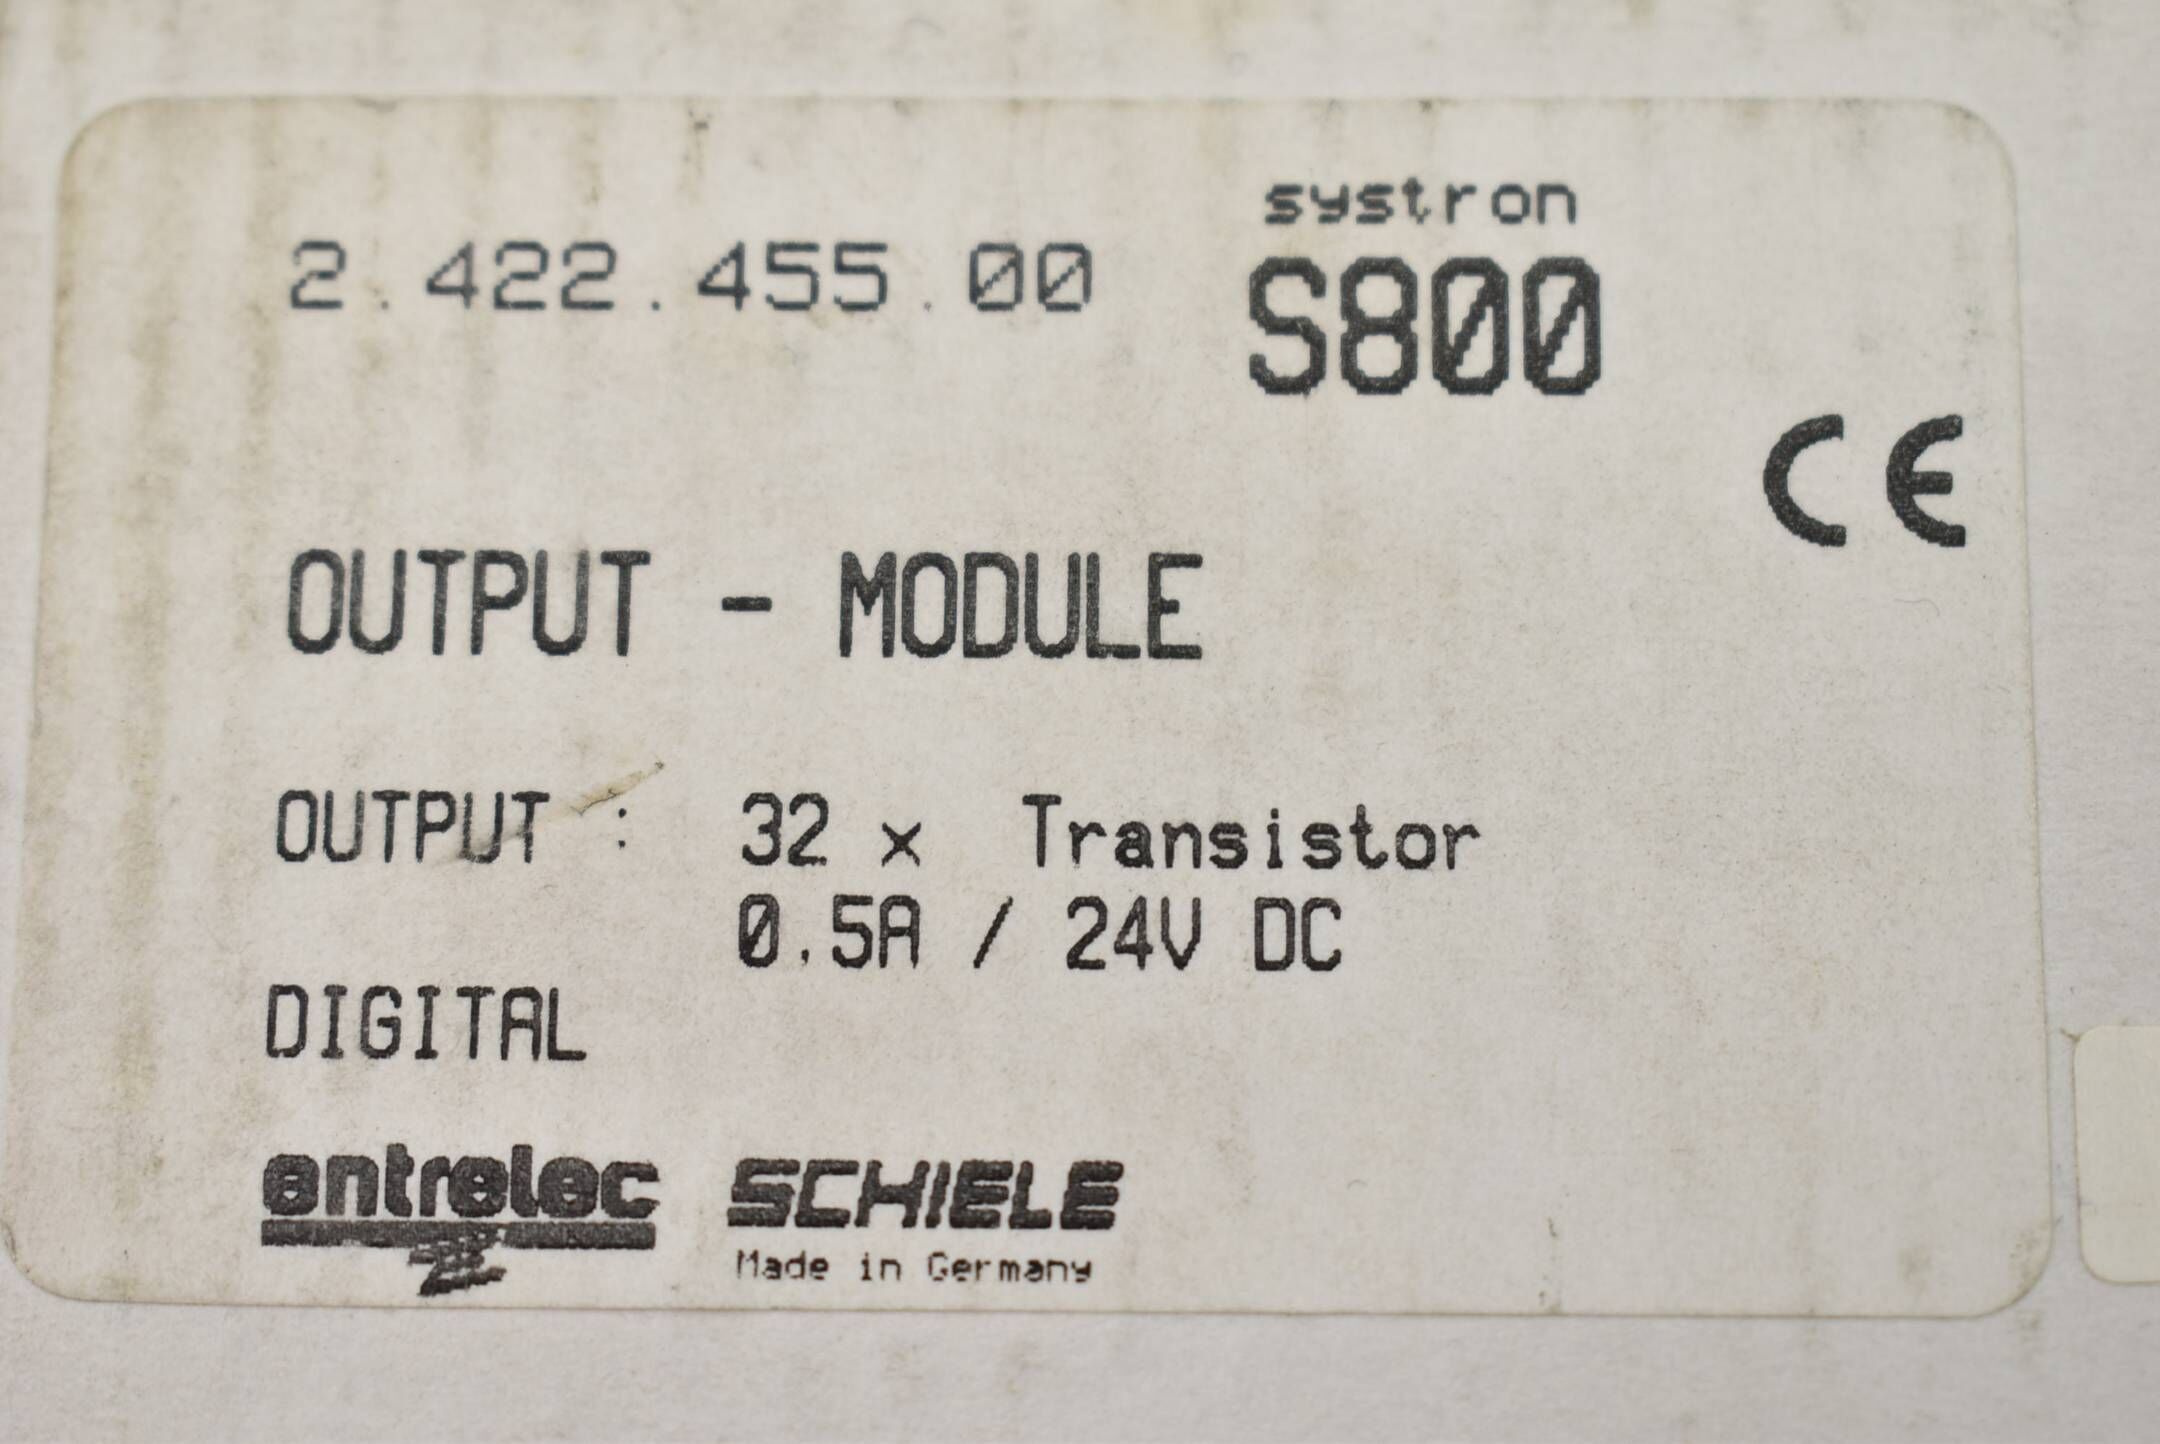 2.422.455.00
systron
S800
CE
OUTPUT - MODULE
OUTPUT : 32 x Transistor
0.5A / 24V DC
DIGITAL
entrelec SCHIELE
Made in Germany